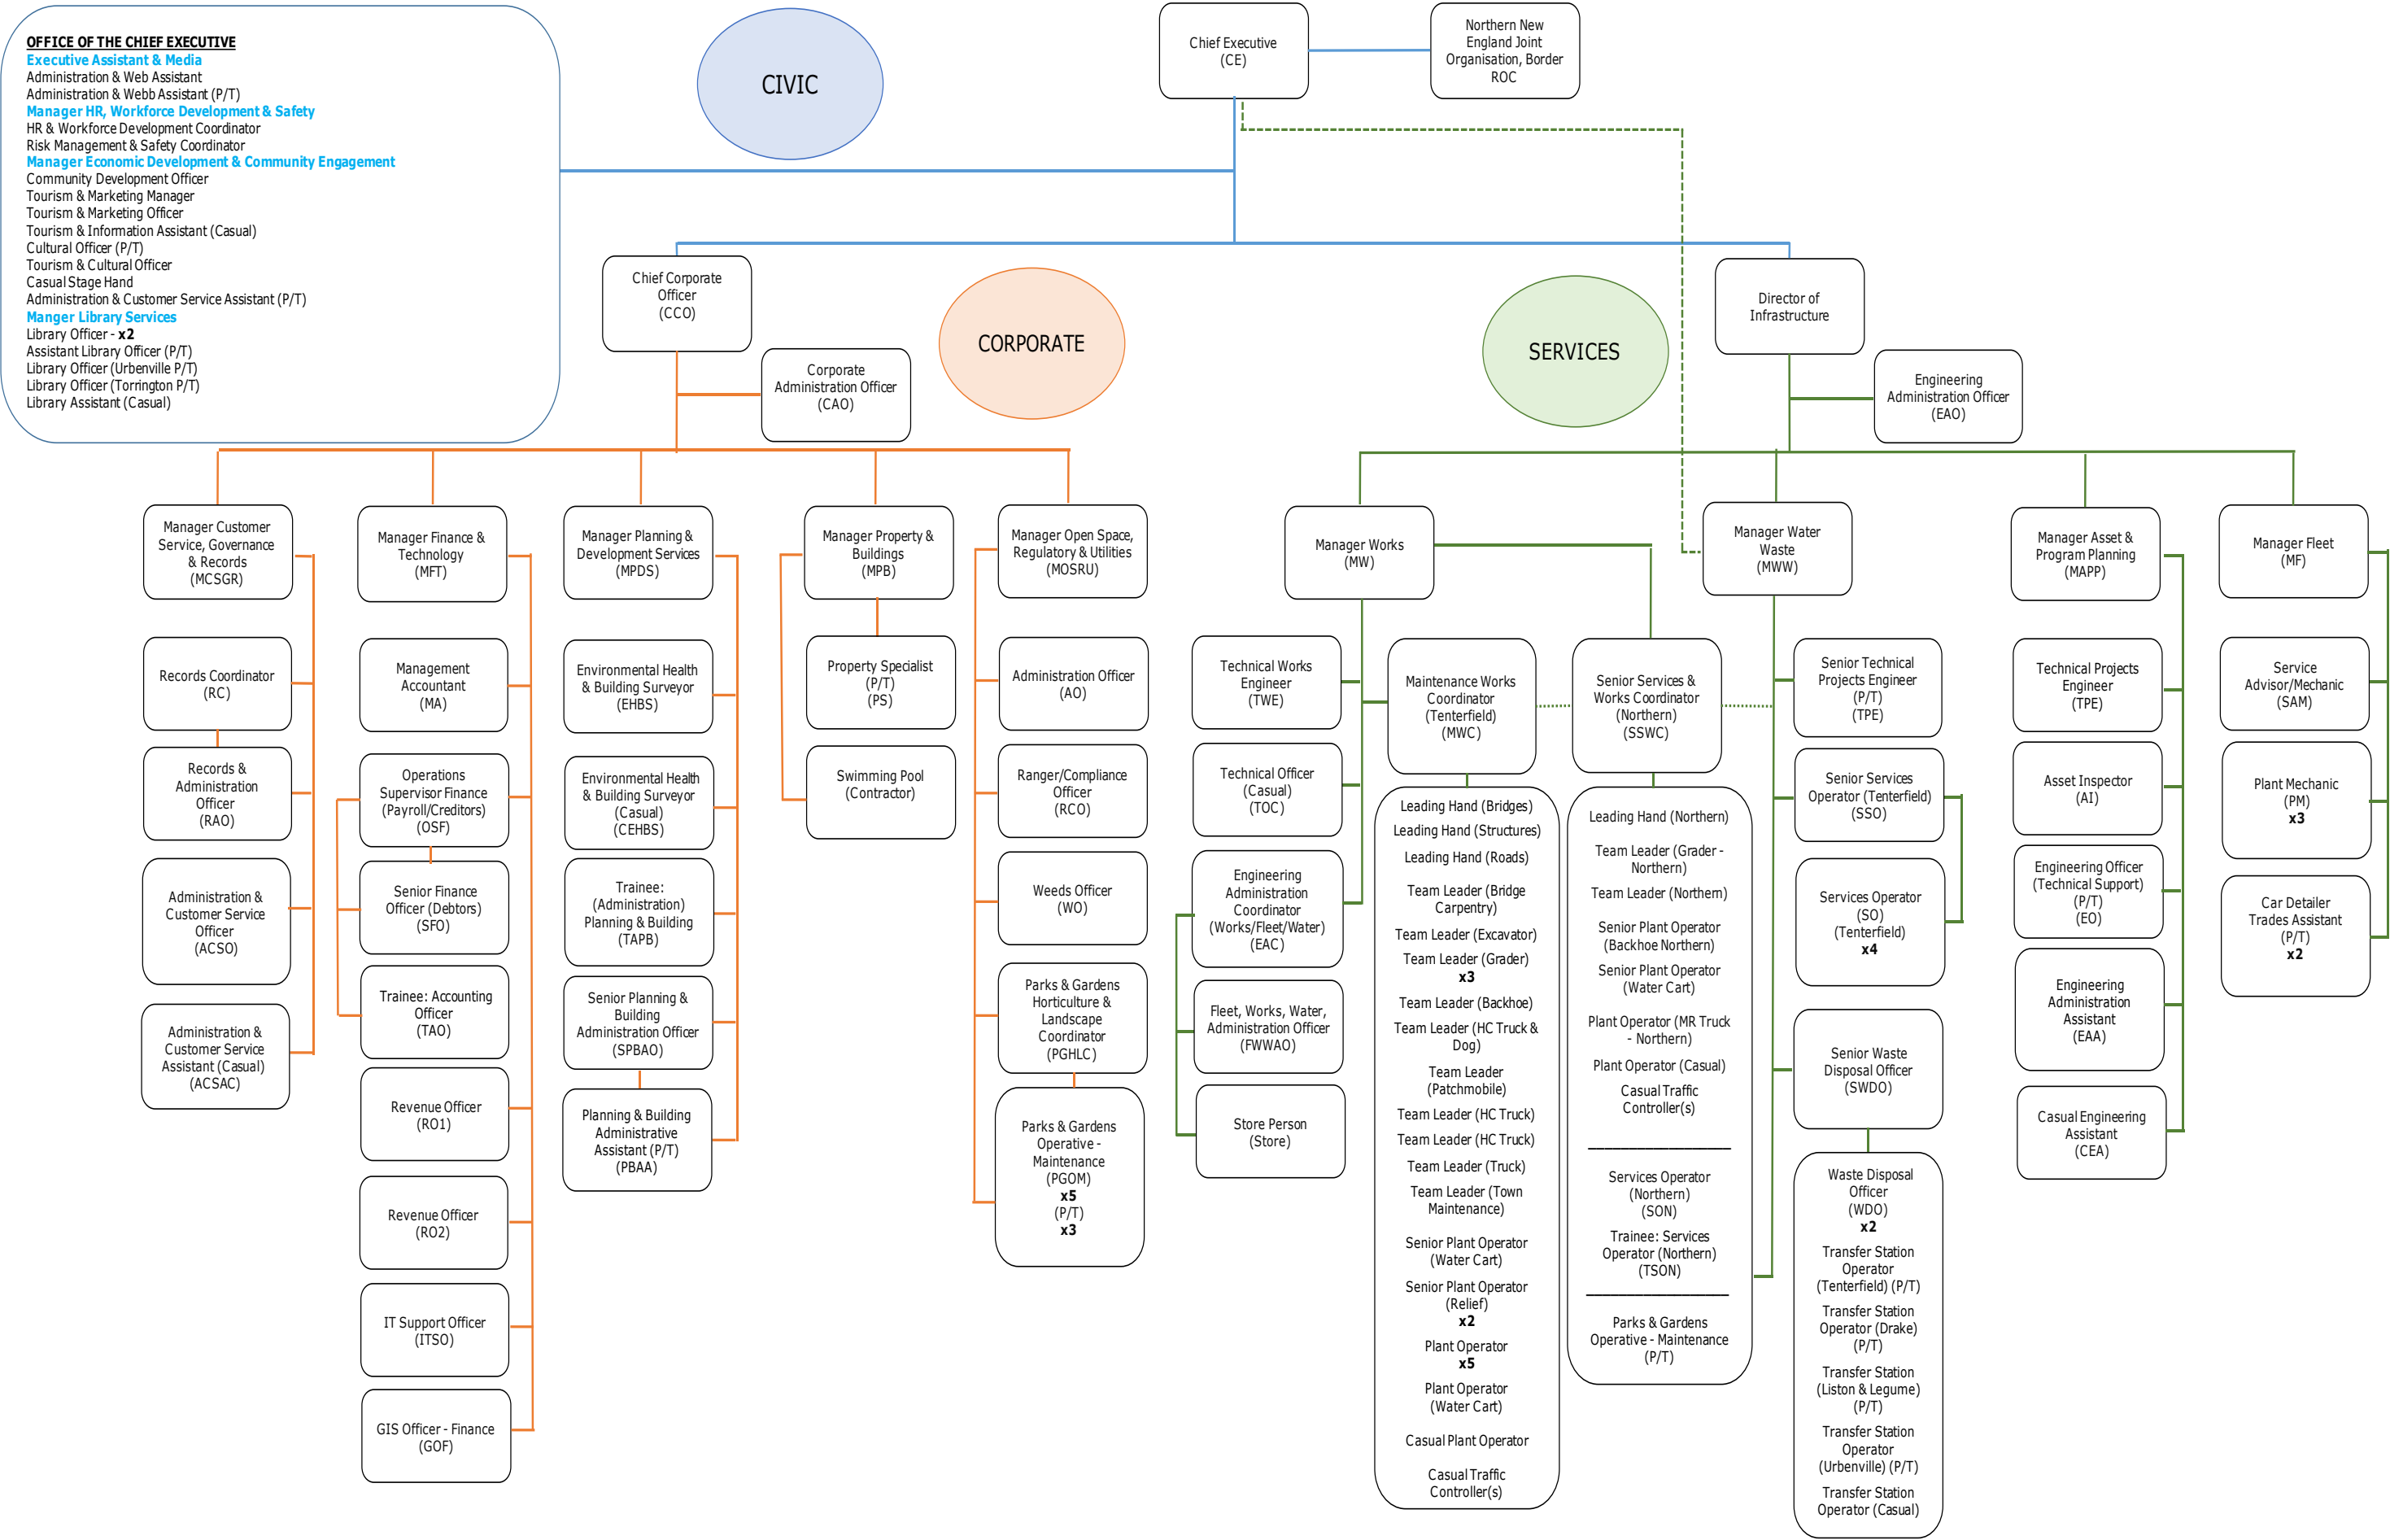 OFFICE OF THE CHIEF EXECUTIVE
Executive Assistant & Media
Administration & Web Assistant
Administration & Webb Assistant (P/T)
Manager HR, Workforce Development & Safety
HR & Workforce Development Coordinator
Risk Management & Safety Coordinator
Manager Economic Development & Community Engagement
Community Development Officer
Tourism & Marketing Manager
Tourism & Marketing Officer
Tourism & Information Assistant (Casual)
Cultural Officer (P/T)
Tourism & Cultural Officer
Casual Stage Hand
Administration & Customer Service Assistant (P/T)
Manger Library Services
Library Officer - x2
Assistant Library Officer (P/T)
Library Officer (Urbenville P/T)
Library Officer (Torrington P/T)
Library Assistant (Casual)
CIVIC
Chief Executive
(CE)
Northern New
England Joint
Organisation, Border
ROC
Chief Corporate
Officer
(CCO)
CORPORATE
SERVICES
Director of
Infrastructure
Corporate
Administration Officer
(CAO)
Engineering
Administration Officer
(EAO)
Manager Customer
Service, Governance
& Records
(MCSGR)
Records Coordinator
(RC)
Records &
Administration
Officer
(RAO)
Administration &
Customer Service
Officer
(ACSO)
Administration &
Customer Service
Assistant (Casual)
(ACSAC)
Manager Finance &
Technology
(MFT)
Management
Accountant
(MA)
Operations
Supervisor Finance
(Payroll/Creditors)
(OSF)
Senior Finance
Officer (Debtors)
(SFO)
Trainee: Accounting
Officer
(TAO)
Revenue Officer
(RO1)
Revenue Officer
(RO2)
IT Support Officer
(ITSO)
GIS Officer - Finance
(GOF)
Manager Planning &
Development Services
(MPDS)
Environmental Health
& Building Surveyor
(EHBS)
Environmental Health
& Building Surveyor
(Casual)
(CEHBS)
Trainee:
(Administration)
Planning & Building
(TAPB)
Senior Planning &
Building
Administration Officer
(SPBAO)
Planning & Building
Administrative
Assistant (P/T)
(PBAA)
Manager Property &
Buildings
(MPB)
Property Specialist
(P/T)
(PS)
Swimming Pool
(Contractor)
Manager Open Space,
Regulatory & Utilities
(MOSRU)
Administration Officer
(AO)
Ranger/Compliance
Officer
(RCO)
Weeds Officer
(WO)
Parks & Gardens
Horticulture &
Landscape
Coordinator
(PGHLC)
Parks & Gardens
Operative -
Maintenance
(PGOM)
x5
(P/T)
x3
Manager Works
(MW)
Technical Works
Engineer
(TWE)
Technical Officer
(Casual)
(TOC)
Engineering
Administration
Coordinator
(Works/Fleet/Water)
(EAC)
Fleet, Works, Water,
Administration Officer
(FWWAO)
Store Person
(Store)
Maintenance Works
Coordinator
(Tenterfield)
(MWC)
Leading Hand (Bridges)
Leading Hand (Structures)
Leading Hand (Roads)
Team Leader (Bridge
Carpentry)
Team Leader (Excavator)
Team Leader (Grader)
x3
Team Leader (Backhoe)
Team Leader (HC Truck &
Dog)
Team Leader
(Patchmobile)
Team Leader (HC Truck)
Team Leader (HC Truck)
Team Leader (Truck)
Team Leader (Town
Maintenance)
Senior Plant Operator
(Water Cart)
Senior Plant Operator
(Relief)
x2
Plant Operator
x5
Plant Operator
(Water Cart)
Casual Plant Operator
Casual Traffic
Controller(s)
Senior Services &
Works Coordinator
(Northern)
(SSWC)
Leading Hand (Northern)
Team Leader (Grader -
Northern)
Team Leader (Northern)
Senior Plant Operator
(Backhoe Northern)
Senior Plant Operator
(Water Cart)
Plant Operator (MR Truck
- Northern)
Plant Operator (Casual)
Casual Traffic
Controller(s)
Services Operator
(Northern)
(SON)
Trainee: Services
Operator (Northern)
(TSON)
Parks & Gardens
Operative - Maintenance
(P/T)
Manager Water
Waste
(MWW)
Senior Technical
Projects Engineer
(P/T)
(TPE)
Senior Services
Operator (Tenterfield)
(SSO)
Services Operator
(SO)
(Tenterfield)
x4
Senior Waste
Disposal Officer
(SWDO)
Waste Disposal
Officer
(WDO)
x2
Transfer Station
Operator
(Tenterfield) (P/T)
Transfer Station
Operator (Drake)
(P/T)
Transfer Station
(Liston & Legume)
(P/T)
Transfer Station
Operator
(Urbenville) (P/T)
Transfer Station
Operator (Casual)
Manager Asset &
Program Planning
(MAPP)
Technical Projects
Engineer
(TPE)
Asset Inspector
(AI)
Engineering Officer
(Technical Support)
(P/T)
(EO)
Engineering
Administration
Assistant
(EAA)
Casual Engineering
Assistant
(CEA)
Manager Fleet
(MF)
Service
Advisor/Mechanic
(SAM)
Plant Mechanic
(PM)
x3
Car Detailer
Trades Assistant
(P/T)
x2